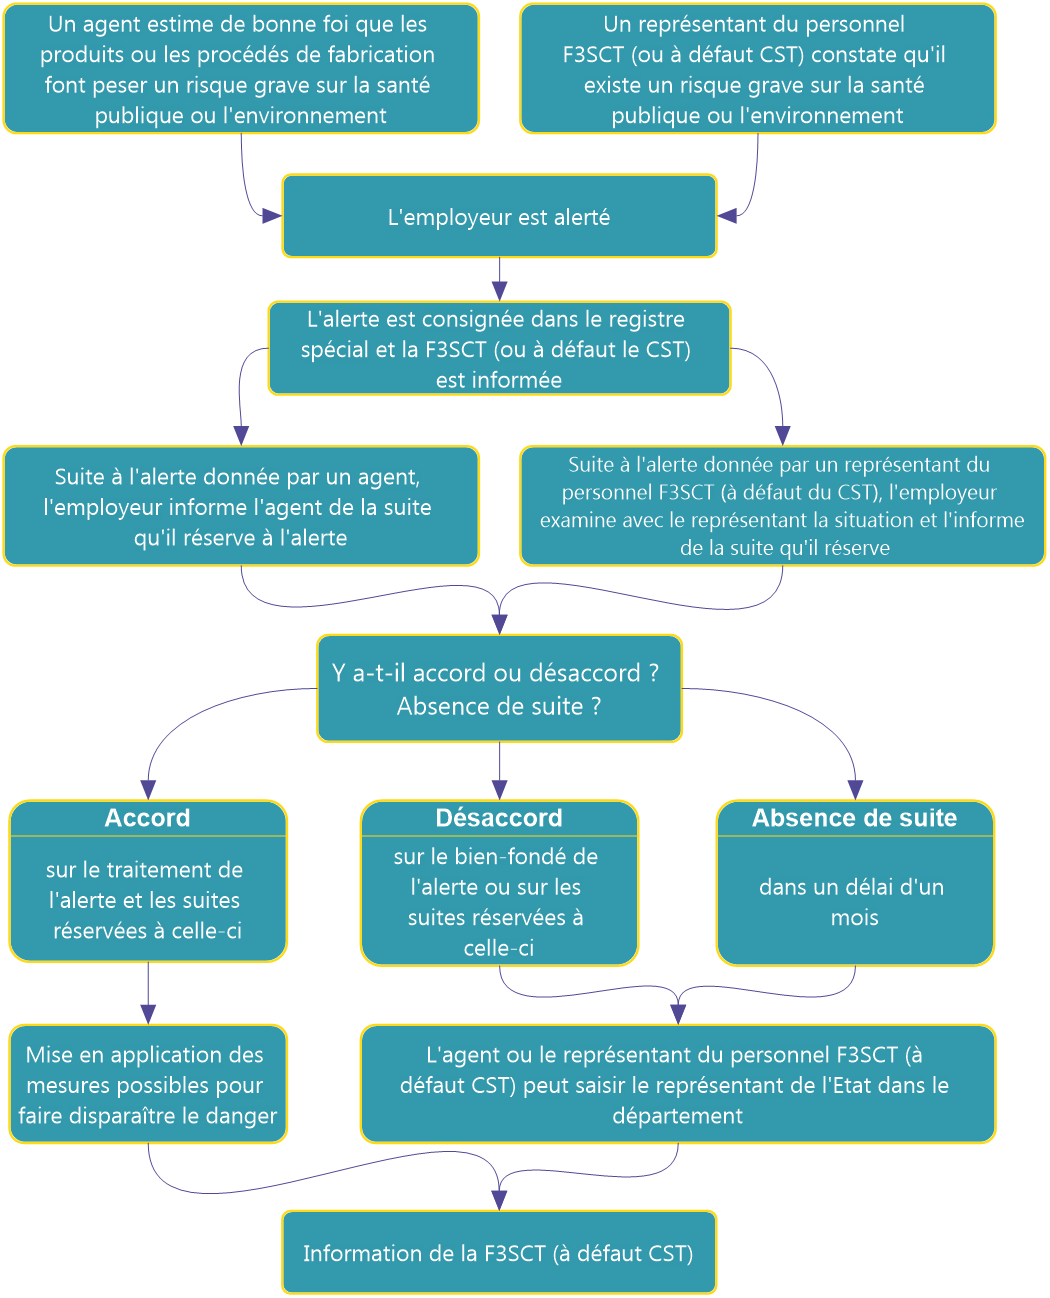 Un agent estime de bonne foi que les
produits ou les procédés de fabrication
font peser un risque grave sur la santé
publique ou l'environnement
Un représentant du personnel
F3SCT (ou à défaut CST) constate qu'il
existe un risque grave sur la santé
publique ou l'environnement
L'employeur est alerté
L'alerte est consignée dans le registre
spécial et la F3SCT (ou à défaut le CST)
est informée
Suite à l'alerte donnée par un agent,
l'employeur informe l'agent de la suite
qu'il réserve à l'alerte
Suite à l'alerte donnée par un représentant du
personnel F3SCT (à défaut du CST), l'employeur
examine avec le représentant la situation et l'informe
de la suite qu'il réserve
Y a-t-il accord ou désaccord ?
Absence de suite ?
Accord
sur le traitement de
l'alerte et les suites
réservées à celle-ci
Désaccord
sur le bien-fondé de
l'alerte ou sur les
suites réservées à
celle-ci
Absence de suite
dans un délai d'un
mois
Mise en application des
mesures possibles pour
faire disparaître le danger
L'agent ou le représentant du personnel F3SCT (à
défaut CST) peut saisir le représentant de l'Etat dans le
département
Information de la F3SCT (à défaut CST)